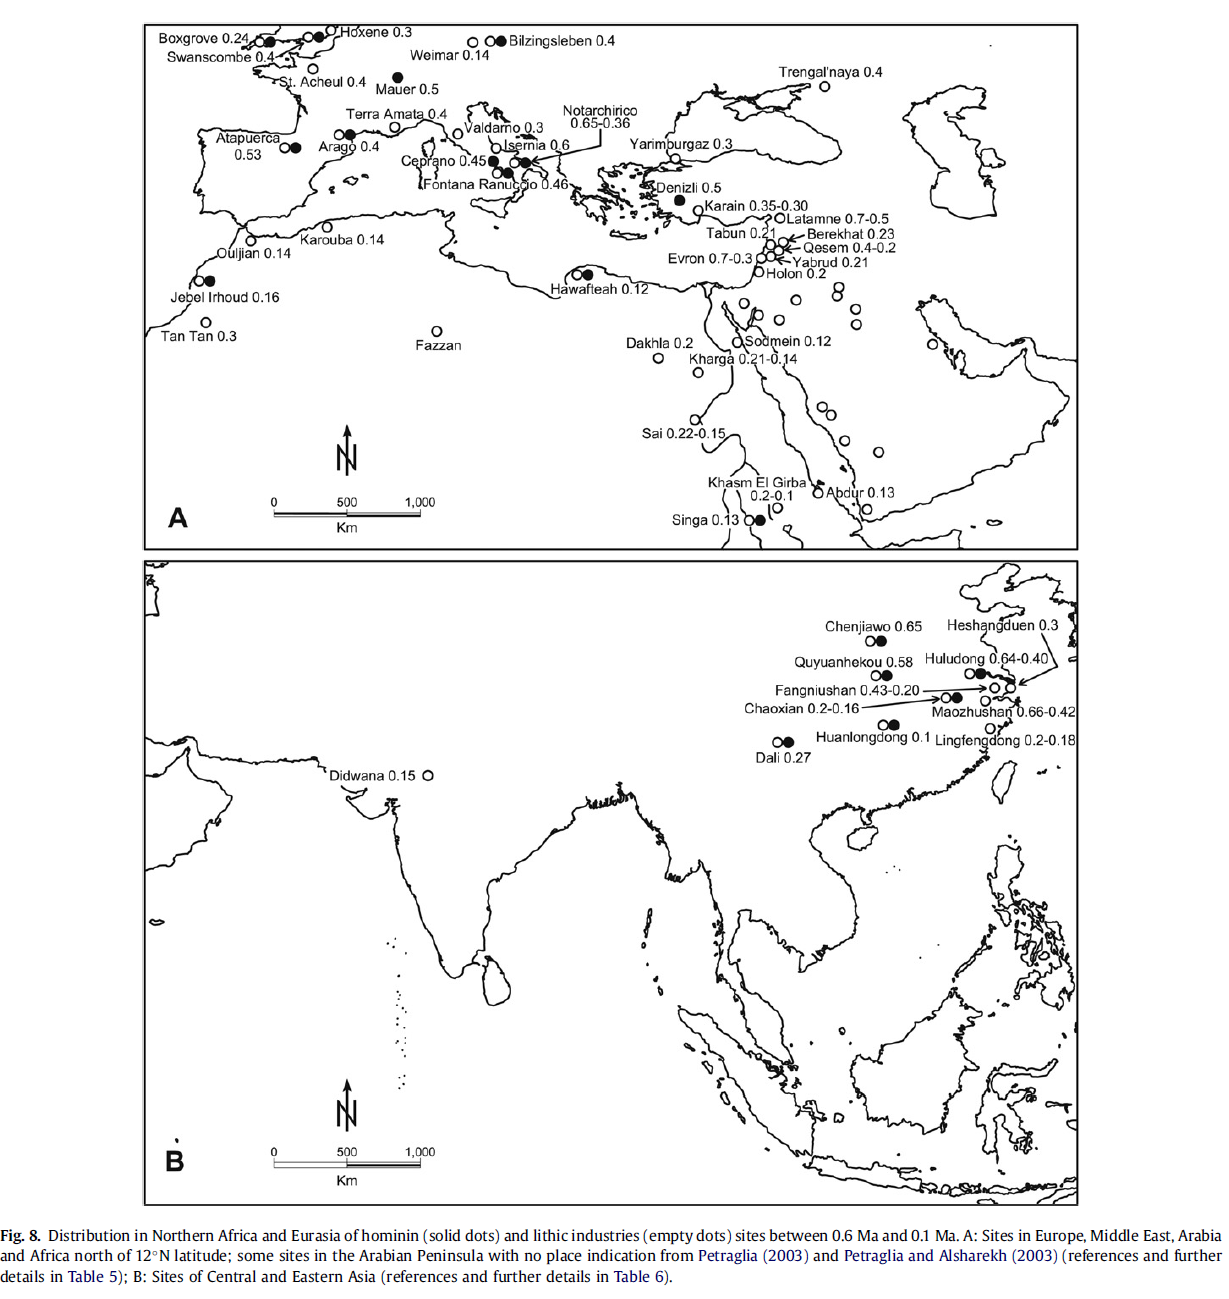 Boxgrove 0.24
Hoxene 0.3
Swanscombe 0.4
Weimar 0.14
Bilzingsleben 0.4
St. Acheul 0.4
Mauer 0.5
Trengal'naya 0.4
Terra Amata 0.4
Notarchirico
0.65-0.36
Atapuerca
0.53
Arago 0.4
Valdarno 0.3
Isernia 0.6
Yarimburgaz 0.3
Ceprano 0.45
Fontana Ranuccio 0.46
Denizli 0.5
Karain 0.35-0.30
Latamne 0.7-0.5
Karouba 0.14
Ouljian 0.14
Tabun 0.21
Berekhat 0.23
Qesem 0.4-0.2
Evron 0.7-0.3
Yabrud 0.21
Holon 0.2
Jebel Irhoud 0.16
Hawafteah 0.12
Tan Tan 0.3
Fazzan
Dakhla 0.2
Sodmein 0.12
Kharga 0.21-0.14
Sai 0.22-0.15
Khasm El Girba
0.2-0.1
Abdur 0.13
Singa 0.13
N
0 500 1,000
Km
A
Chenjiawo 0.65
Heshangduen 0.3
Quyuanhekou 0.58
Huludong 0.64-0.40
Fangniushan 0.43-0.20
Chaoxian 0.2-0.16
Maozhushan 0.66-0.42
Huanlongdong 0.1
Lingfengdong 0.2-0.18
Dali 0.27
Didwana 0.15
N
0 500 1,000
Km
B
Fig. 8. Distribution in Northern Africa and Eurasia of hominin (solid dots) and lithic industries (empty dots) sites between 0.6 Ma and 0.1 Ma. A: Sites in Europe, Middle East, Arabia
and Africa north of 12°N latitude; some sites in the Arabian Peninsula with no place indication from Petraglia (2003) and Petraglia and Alsharekh (2003) (references and further
details in Table 5); B: Sites of Central and Eastern Asia (references and further details in Table 6).